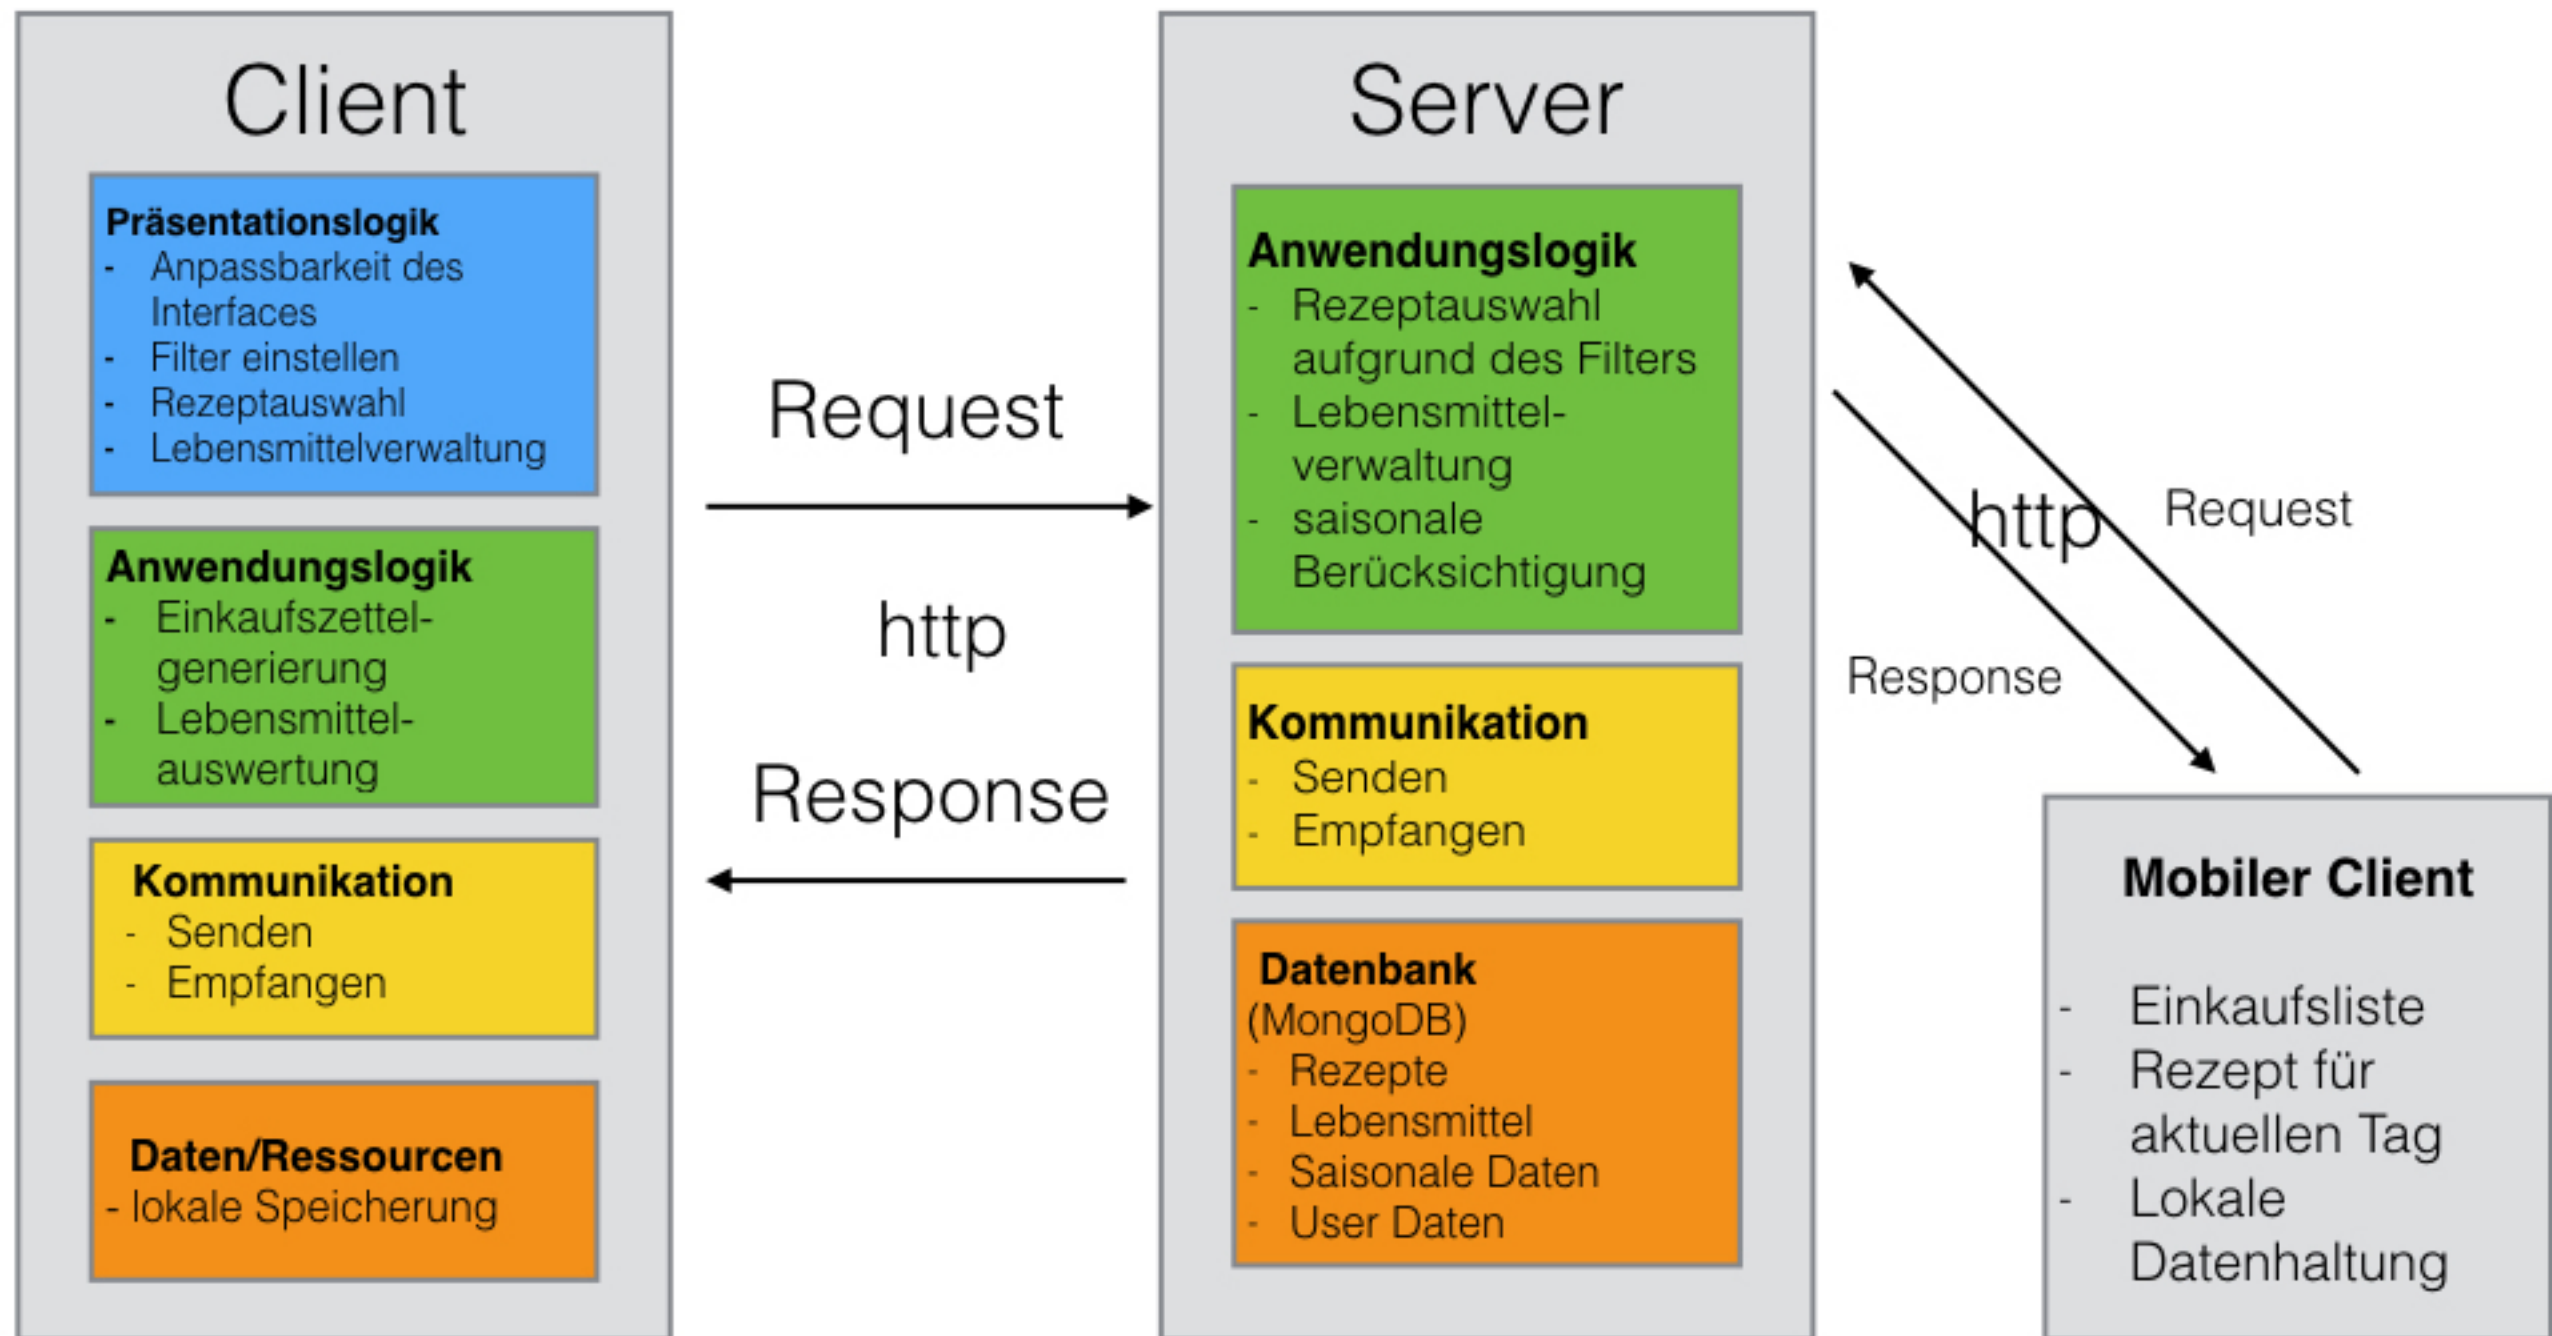 Client
Präsentationslogik
- Anpassbarkeit des
Interfaces
- Filter einstellen
- Rezeptauswahl
- Lebensmittelverwaltung
Anwendungslogik
- Einkaufszettel-
generierung
- Lebensmittel-
auswertung
Kommunikation
- Senden
- Empfangen
Daten/Ressourcen
- lokale Speicherung
Request
http
Response
Server
Anwendungslogik
- Rezeptauswahl
aufgrund des Filters
- Lebensmittel-
verwaltung
- saisonale
Berücksichtigung
Kommunikation
- Senden
- Empfangen
Datenbank
(MongoDB)
- Rezepte
- Lebensmittel
- Saisonale Daten
- User Daten
http
Request
Response
Mobiler Client
- Einkaufsliste
- Rezept für
aktuellen Tag
- Lokale
Datenhaltung